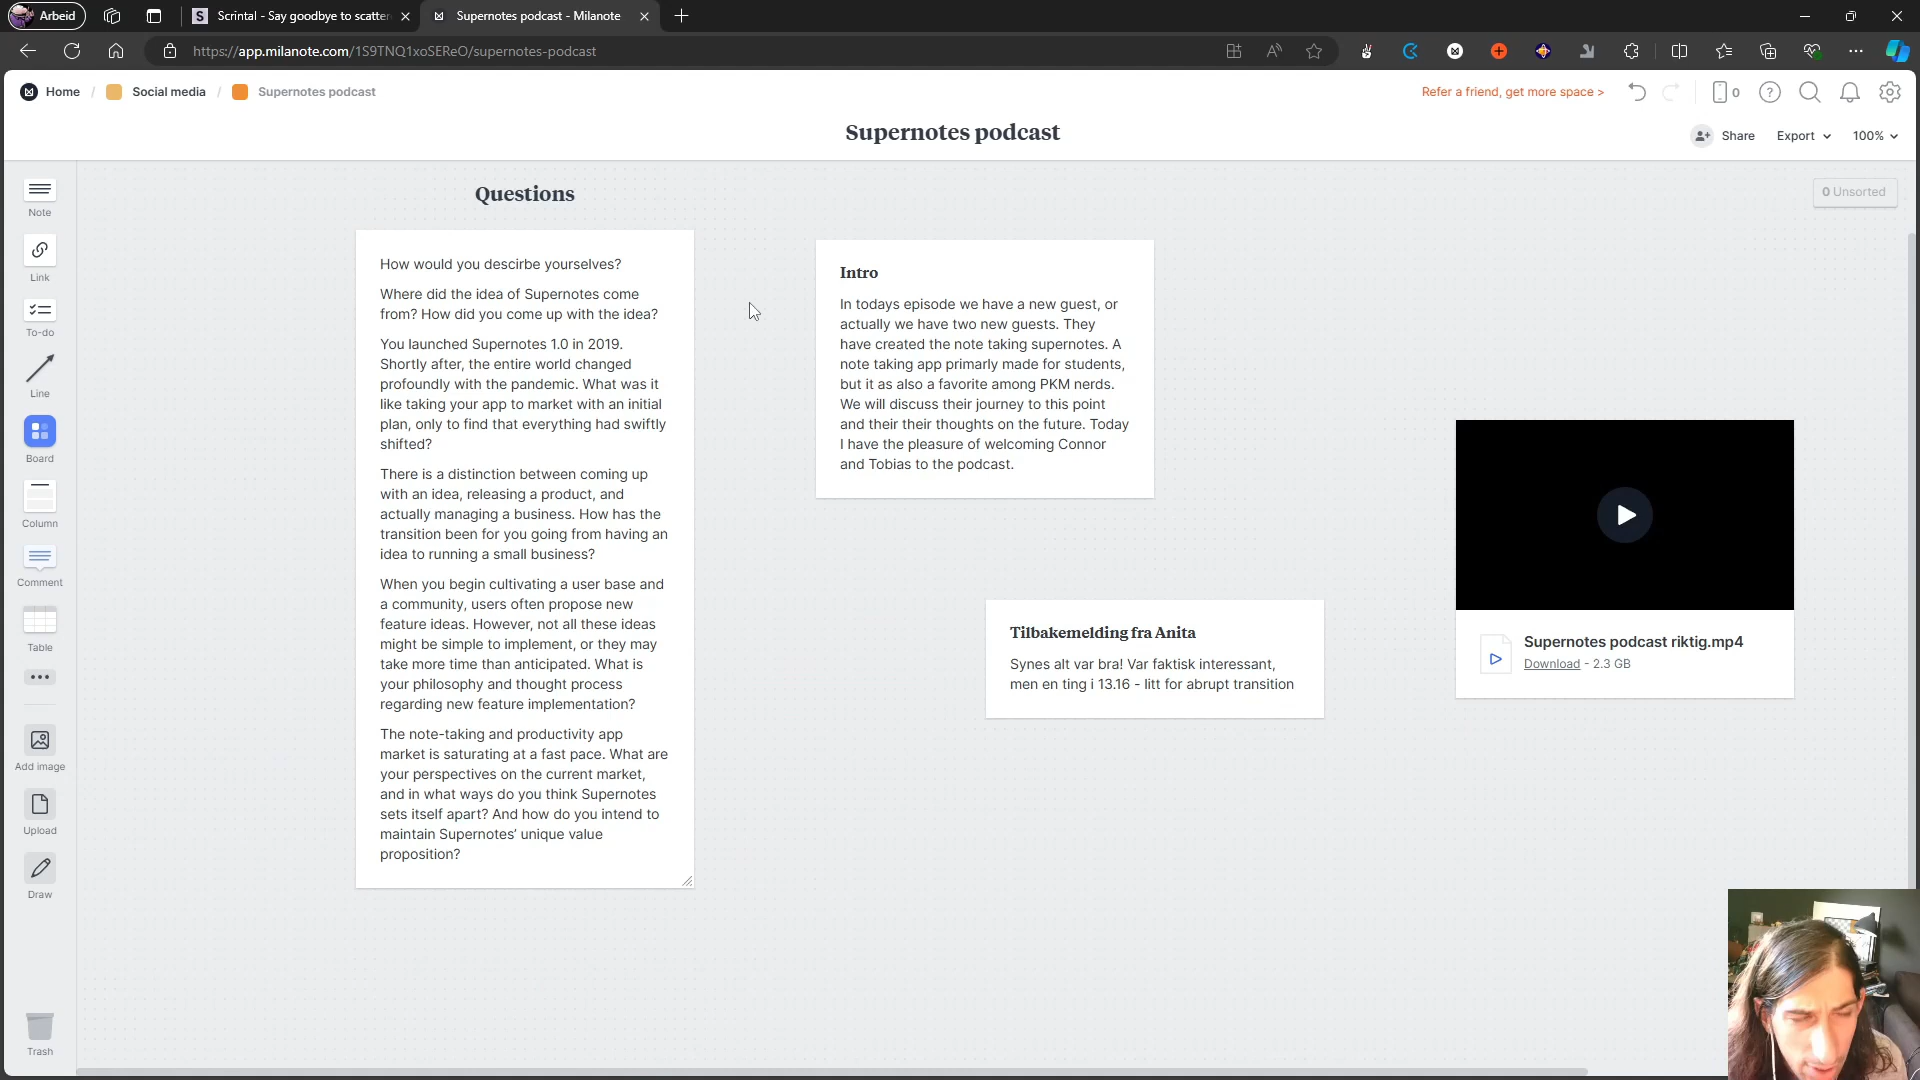 Arbeid
Scrintal - Say goodbye to scatter
Supernotes podcast - Milanote
https://app.milanote.com/1S9TNQ1xoSEReO/supernotes-podcast
Home / Social media / Supernotes podcast
Refer a friend, get more space >
0
Supernotes podcast
Share
Export
100%
Note
Link
To-do
Line
Board
Column
Comment
Table
Add image
Upload
Draw
Trash
0 Unsorted
Questions
How would you descirbe yourselves?
Where did the idea of Supernotes come
from? How did you come up with the idea?
You launched Supernotes 1.0 in 2019.
Shortly after, the entire world changed
profoundly with the pandemic. What was it
like taking your app to market with an initial
plan, only to find that everything had swiftly
shifted?
There is a distinction between coming up
with an idea, releasing a product, and
actually managing a business. How has the
transition been for you going from having an
idea to running a small business?
When you begin cultivating a user base and
a community, users often propose new
feature ideas. However, not all these ideas
might be simple to implement, or they may
take more time than anticipated. What is
your philosophy and thought process
regarding new feature implementation?
The note-taking and productivity app
market is saturating at a fast pace. What are
your perspectives on the current market,
and in what ways do you think Supernotes
sets itself apart? And how do you intend to
maintain Supernotes' unique value
proposition?
Intro
In todays episode we have a new guest, or
actually we have two new guests. They
have created the note taking supernotes. A
note taking app primarly made for students,
but it as also a favorite among PKM nerds.
We will discuss their journey to this point
and their their thoughts on the future. Today
I have the pleasure of welcoming Connor
and Tobias to the podcast.
Tilbakemelding fra Anita
Synes alt var bra! Var faktisk interessant,
men en ting i 13.16 - litt for abrupt transition
Supernotes podcast riktig.mp4
Download - 2.3 GB